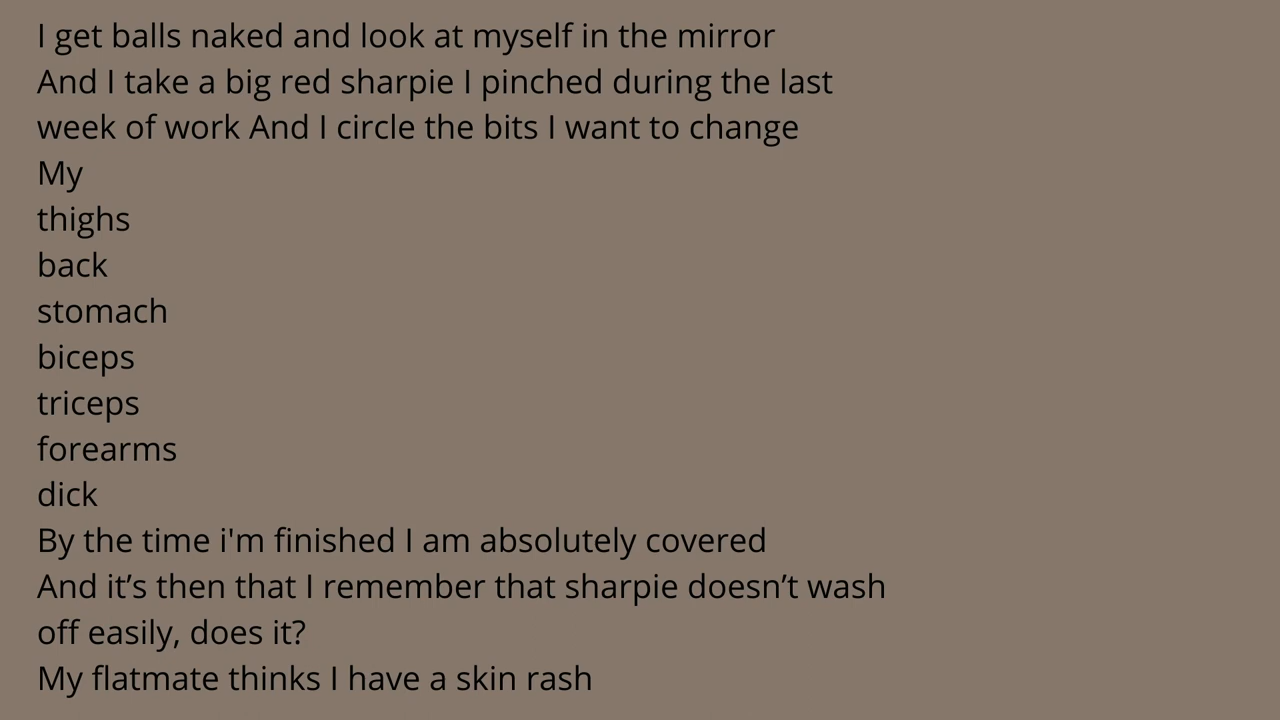 I get balls naked and look at myself in the mirror
And I take a big red sharpie I pinched during the last
week of work And I circle the bits I want to change
My
thighs
back
stomach
biceps
triceps
forearms
dick
By the time i'm finished I am absolutely covered
And it’s then that I remember that sharpie doesn’t wash
off easily, does it?
My flatmate thinks I have a skin rash